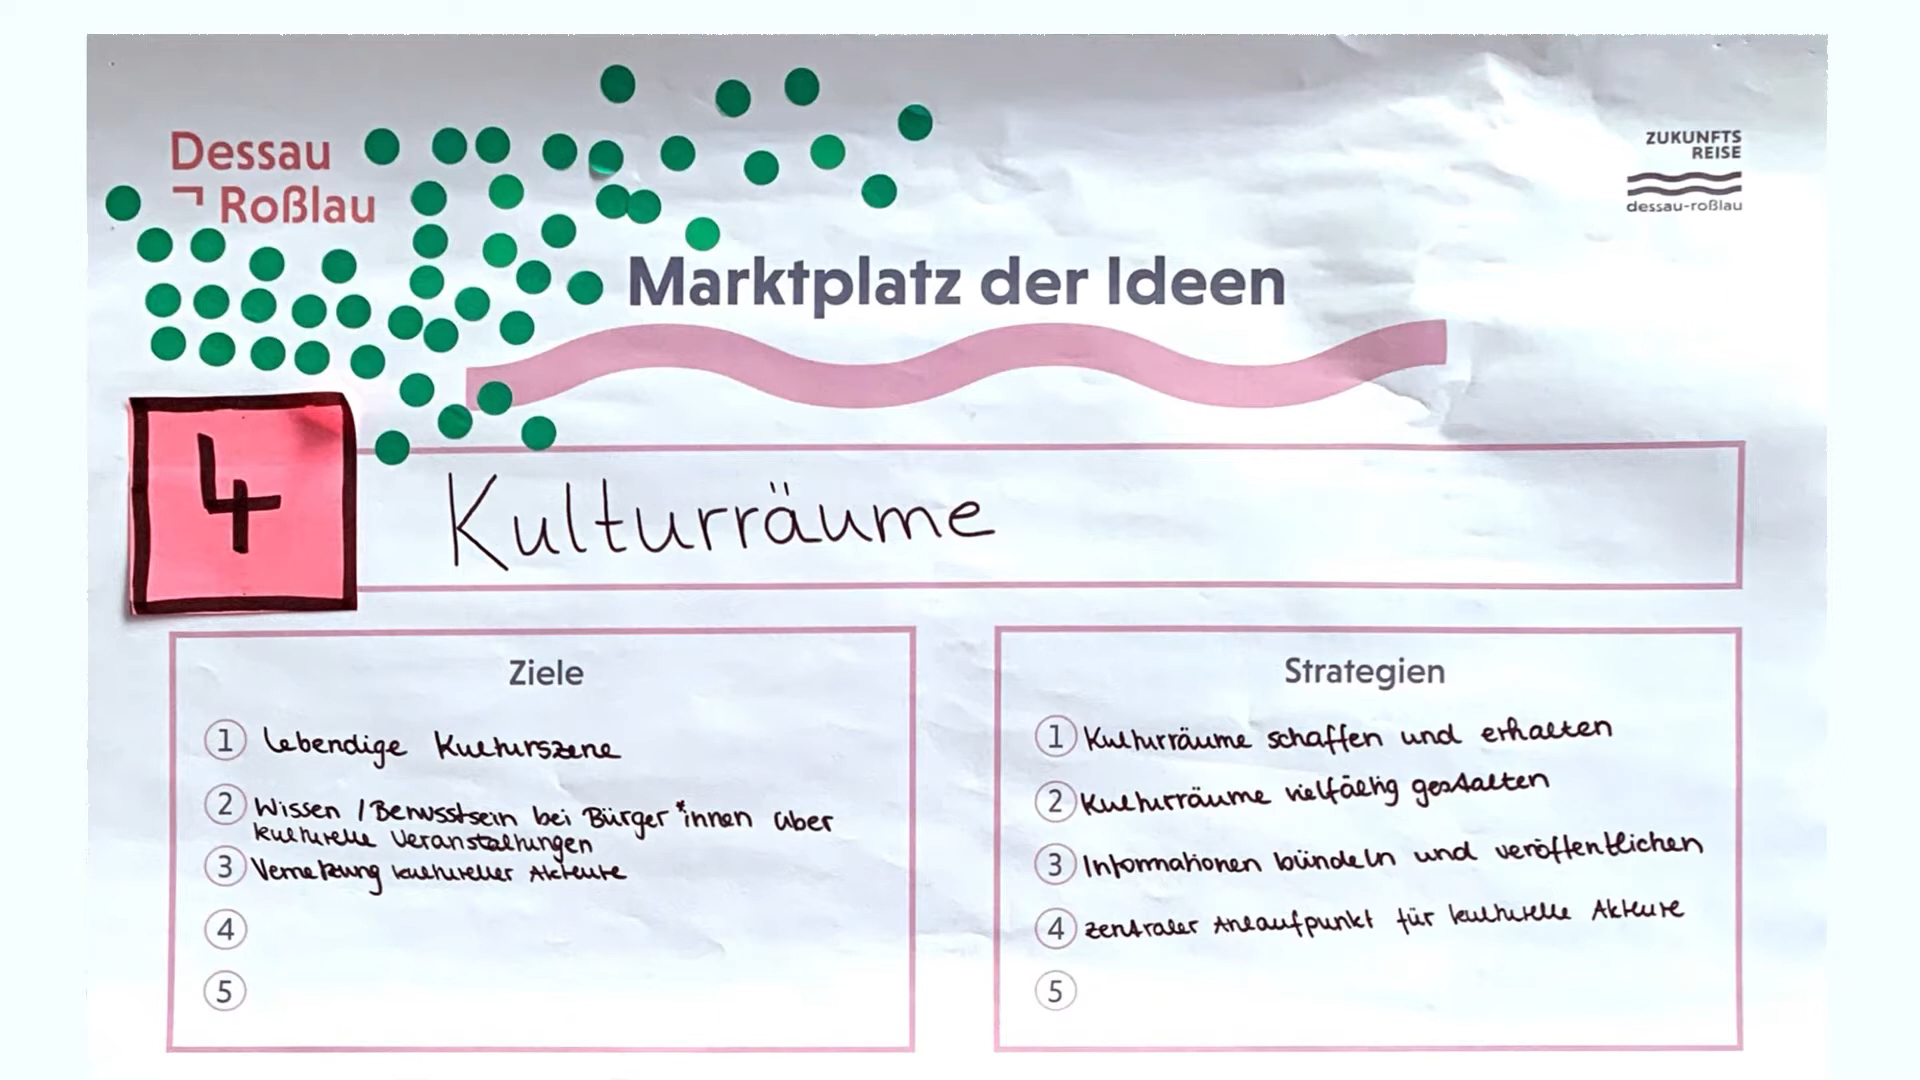 Dessau
Roßlau
ZUKUNFTS
REISE
dessau-roßlau
Marktplatz der Ideen
4
Kulturräume
Ziele
1 Lebendige Kulturszene
2 Wissen / Bewusstsein bei Bürger*innen über
kulturelle Veranstaltungen
3 Vernetzung kultureller Akteure
4
5
Strategien
1 Kulturräume schaffen und erhalten
2 Kulturräume vielfältig gestalten
3 Informationen bündeln und veröffentlichen
4 zentraler Anlaufpunkt für kulturelle Akteure
5